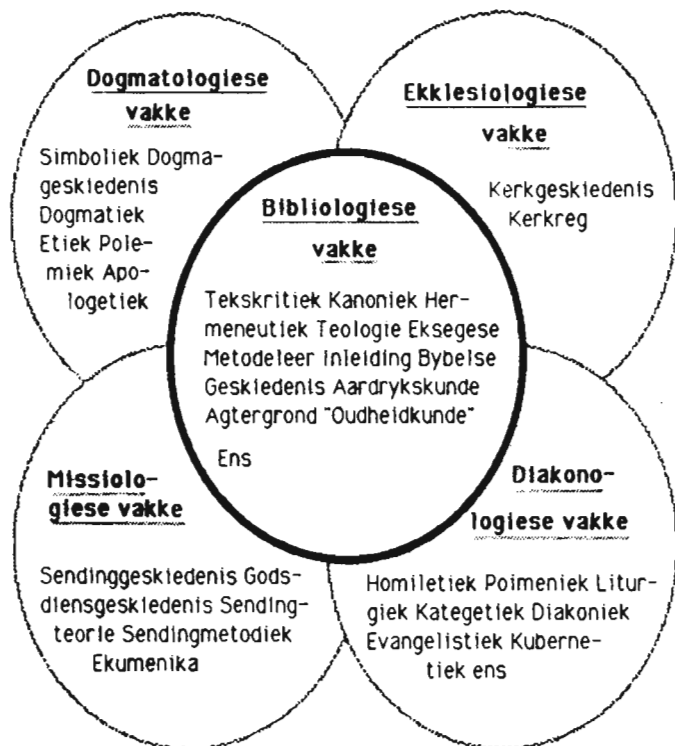 Dogmatologiese
vakke
Simboliek Dogma-
geskiedenis
Dogmatiek
Etiek Pole-
miek Apo-
logetiek
Ekklesiologiese
vakke
Kerkgeskiedenis
Kerkreg
Bibliologiese
vakke
Tekskritiek Kanoniek Her-
meneutiek Teologie Eksegese
Metodeleer Inleiding Bybelse
Geskiedenis Aardrykskunde
Agtergrond "Oudheidkunde"
Ens
Missiolo-
giese vakke
Sendinggeskiedenis Gods-
diensgeskiedenis Sending-
teorie Sendingmetodiek
Ekumenika
Diakono-
logiese vakke
Homiletiek Poimeniek Litur-
giek Kategetiek Diakoniek
Evangelistiek Kuberne-
tiek ens